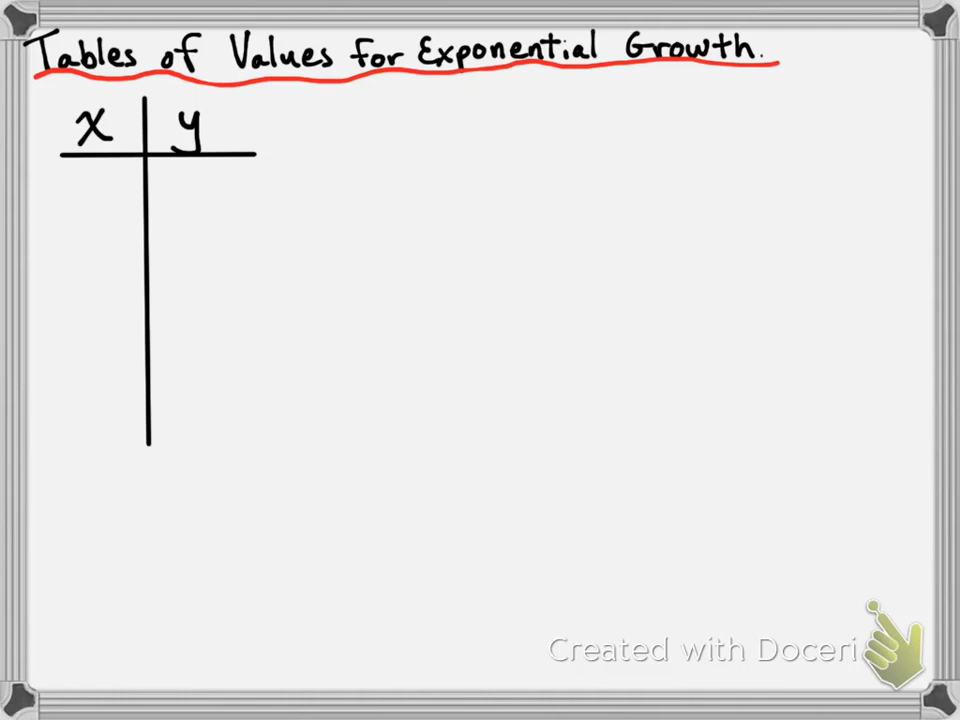 Tables of Values for Exponential Growth.
x y
Created with Doceri